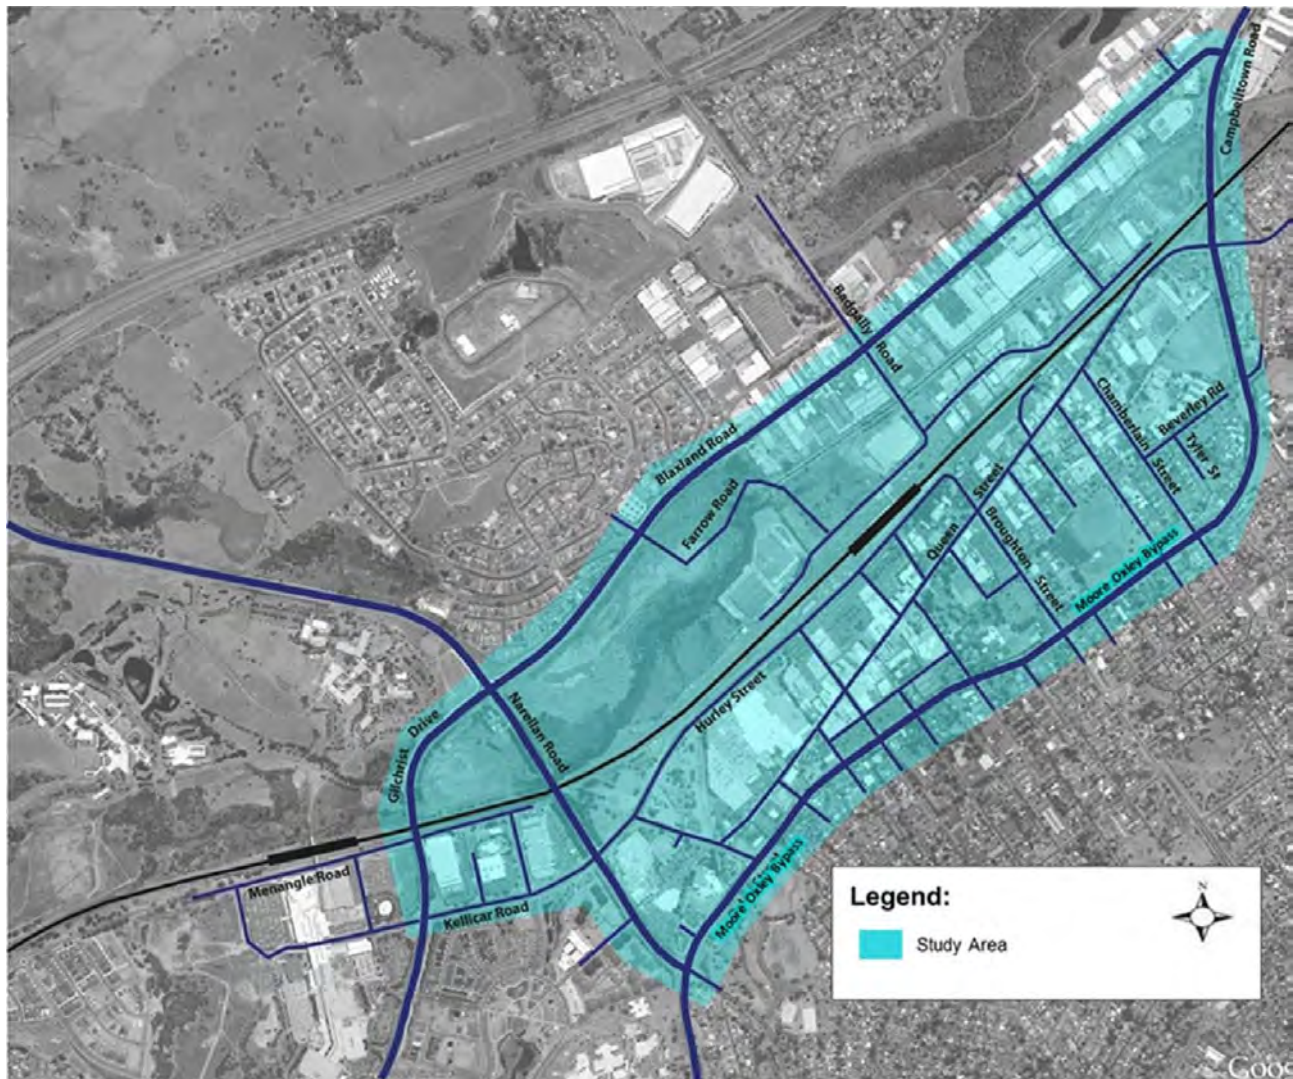 Campbelltown Road
Badgally Road
Blaxland Road
Chamberlain Street
Beverley Rd
Tyler St
Farrow Road
Queen Street
Broughton Street
Moore Oxley Bypass
Hurley Street
Narellan Road
Gilchrist Drive
Moore Oxley Bypass
Menangle Road
Kellicar Road
Legend:
N
Study Area
Goog